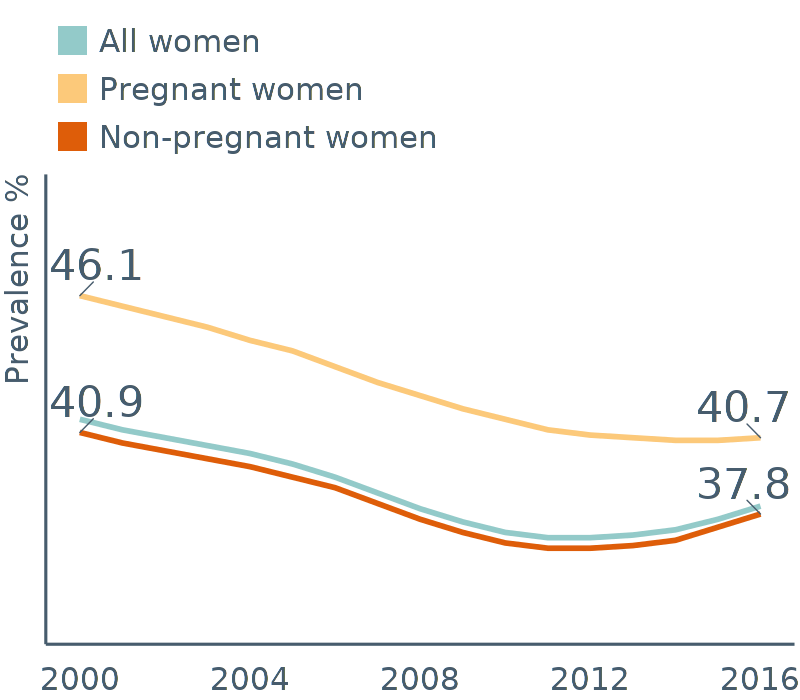 All women
Pregnant women
Non-pregnant women
Prevalence %
46.1
40.9
40.7
37.8
2000 2004 2008 2012 2016